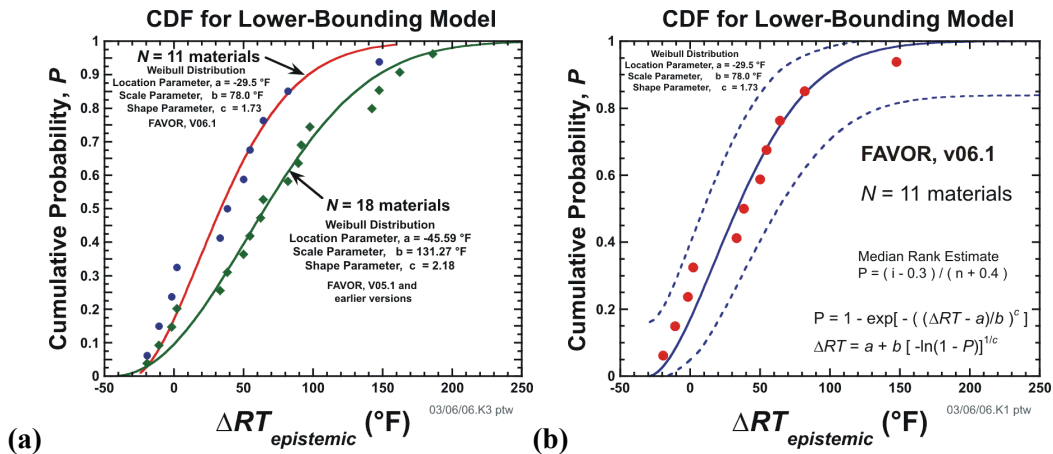 CDF for Lower-Bounding Model
Cumulative Probability, P
1
0.9
0.8
0.7
0.6
0.5
0.4
0.3
0.2
0.1
0
N = 11 materials
Weibull Distribution
Location Parameter, a = -29.5 °F
Scale Parameter, b = 78.0 °F
Shape Parameter, c = 1.73
FAVOR, V06.1
N = 18 materials
Weibull Distribution
Location Parameter, a = -45.59 °F
Scale Parameter, b = 131.27 °F
Shape Parameter, c = 2.18
FAVOR, V05.1 and
earlier versions
-50 0 50 100 150 200 250
03/06/06.K3 ptw
ΔRT epistemic (°F)
(a)
CDF for Lower-Bounding Model
Cumulative Probability, P
1
0.8
0.6
0.4
0.2
0
Weibull Distribution
Location Parameter, a = -29.5 °F
Scale Parameter, b = 78.0 °F
Shape Parameter, c = 1.73
FAVOR, v06.1
N = 11 materials
Median Rank Estimate
P = ( i - 0.3 ) / ( n + 0.4 )
P = 1 - exp[ - ( (ΔRT - a)/b )^c ]
ΔRT = a + b [ -ln(1 - P)]^1/c
-50 0 50 100 150 200 250
03/06/06.K1 ptw
ΔRT epistemic (°F)
(b)